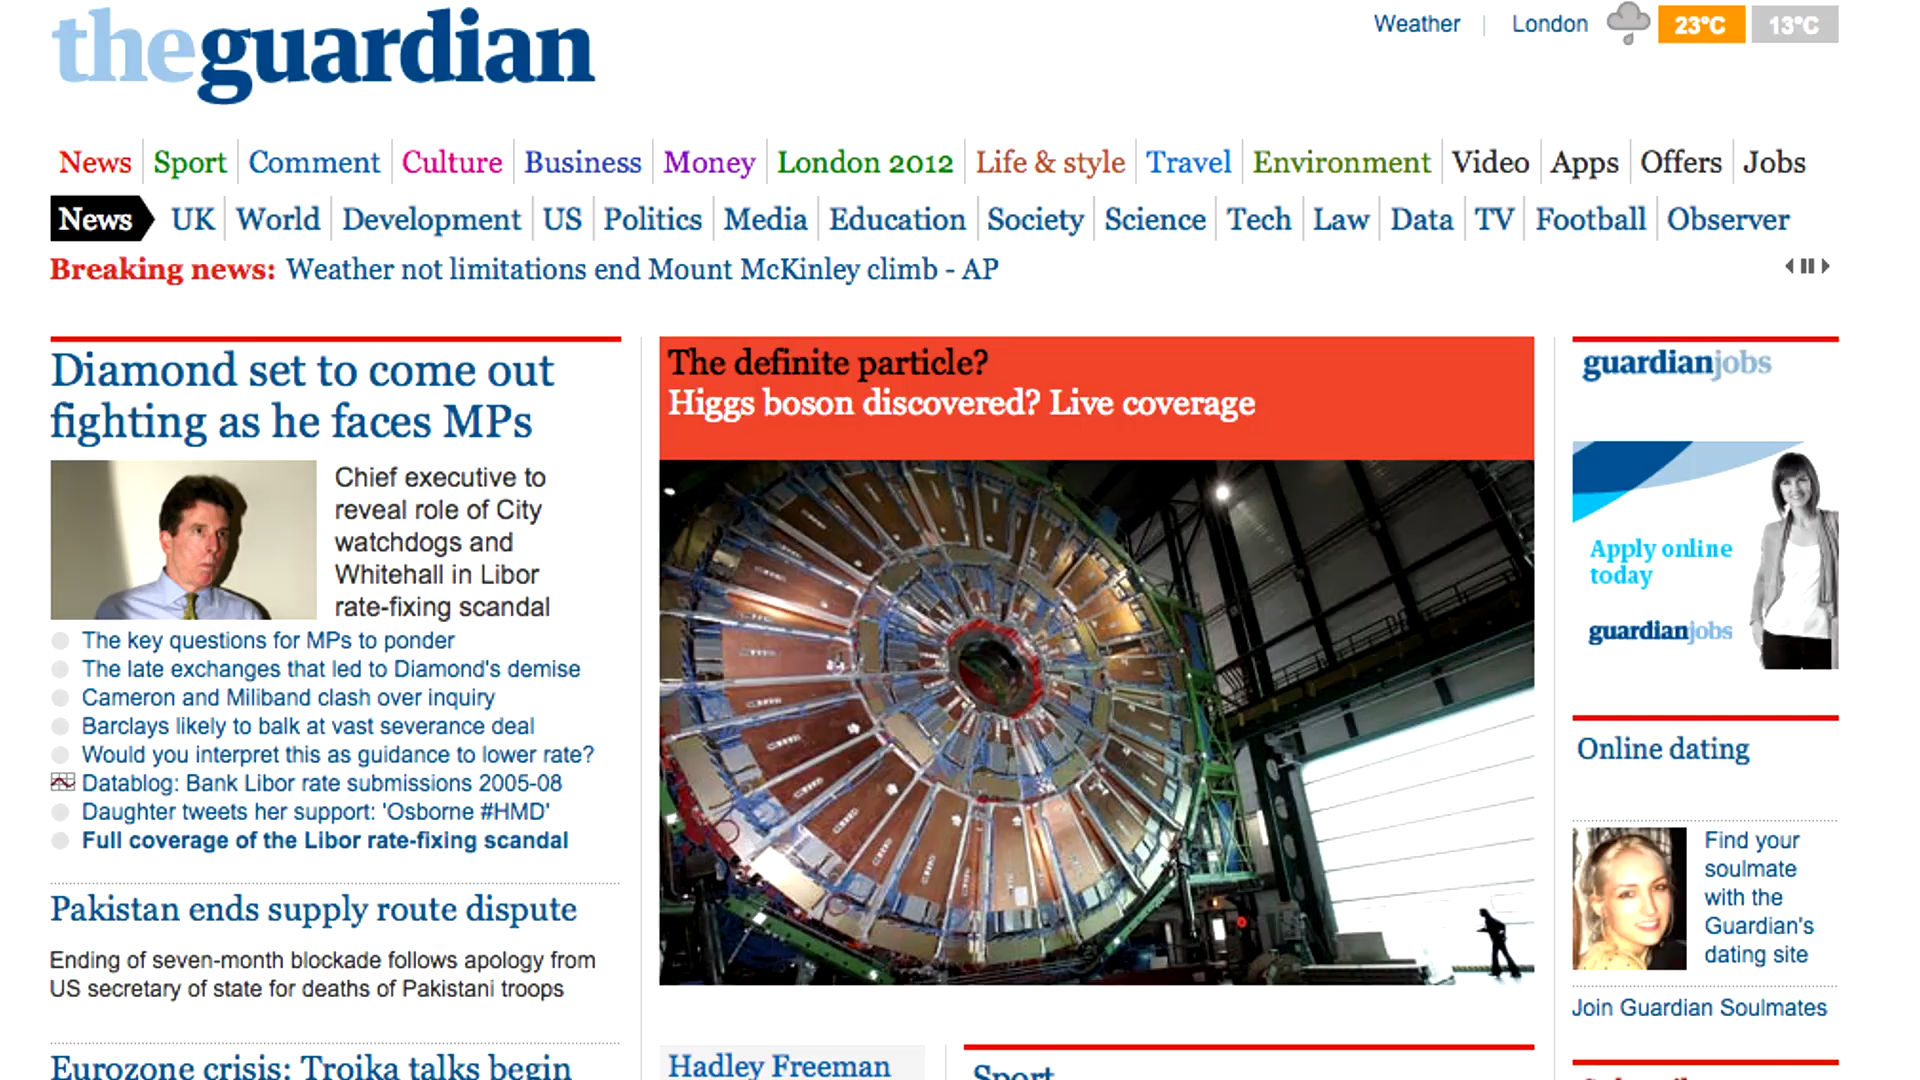 theguardian
Weather London 23°C 13°C
News Sport Comment Culture Business Money London 2012 Life & style Travel Environment Video Apps Offers Jobs
News UK World Development US Politics Media Education Society Science Tech Law Data TV Football Observer
Breaking news: Weather not limitations end Mount McKinley climb - AP
Diamond set to come out
fighting as he faces MPs
Chief executive to
reveal role of City
watchdogs and
Whitehall in Libor
rate-fixing scandal
The key questions for MPs to ponder
The late exchanges that led to Diamond's demise
Cameron and Miliband clash over inquiry
Barclays likely to balk at vast severance deal
Would you interpret this as guidance to lower rate?
Datablog: Bank Libor rate submissions 2005-08
Daughter tweets her support: 'Osborne #HMD'
Full coverage of the Libor rate-fixing scandal
Pakistan ends supply route dispute
Ending of seven-month blockade follows apology from
US secretary of state for deaths of Pakistani troops
Eurozone crisis: Troika talks begin
The definite particle?
Higgs boson discovered? Live coverage
Hadley Freeman
Sport
guardianjobs
Apply online
today
guardianjobs
Online dating
Find your
soulmate
with the
Guardian's
dating site
Join Guardian Soulmates